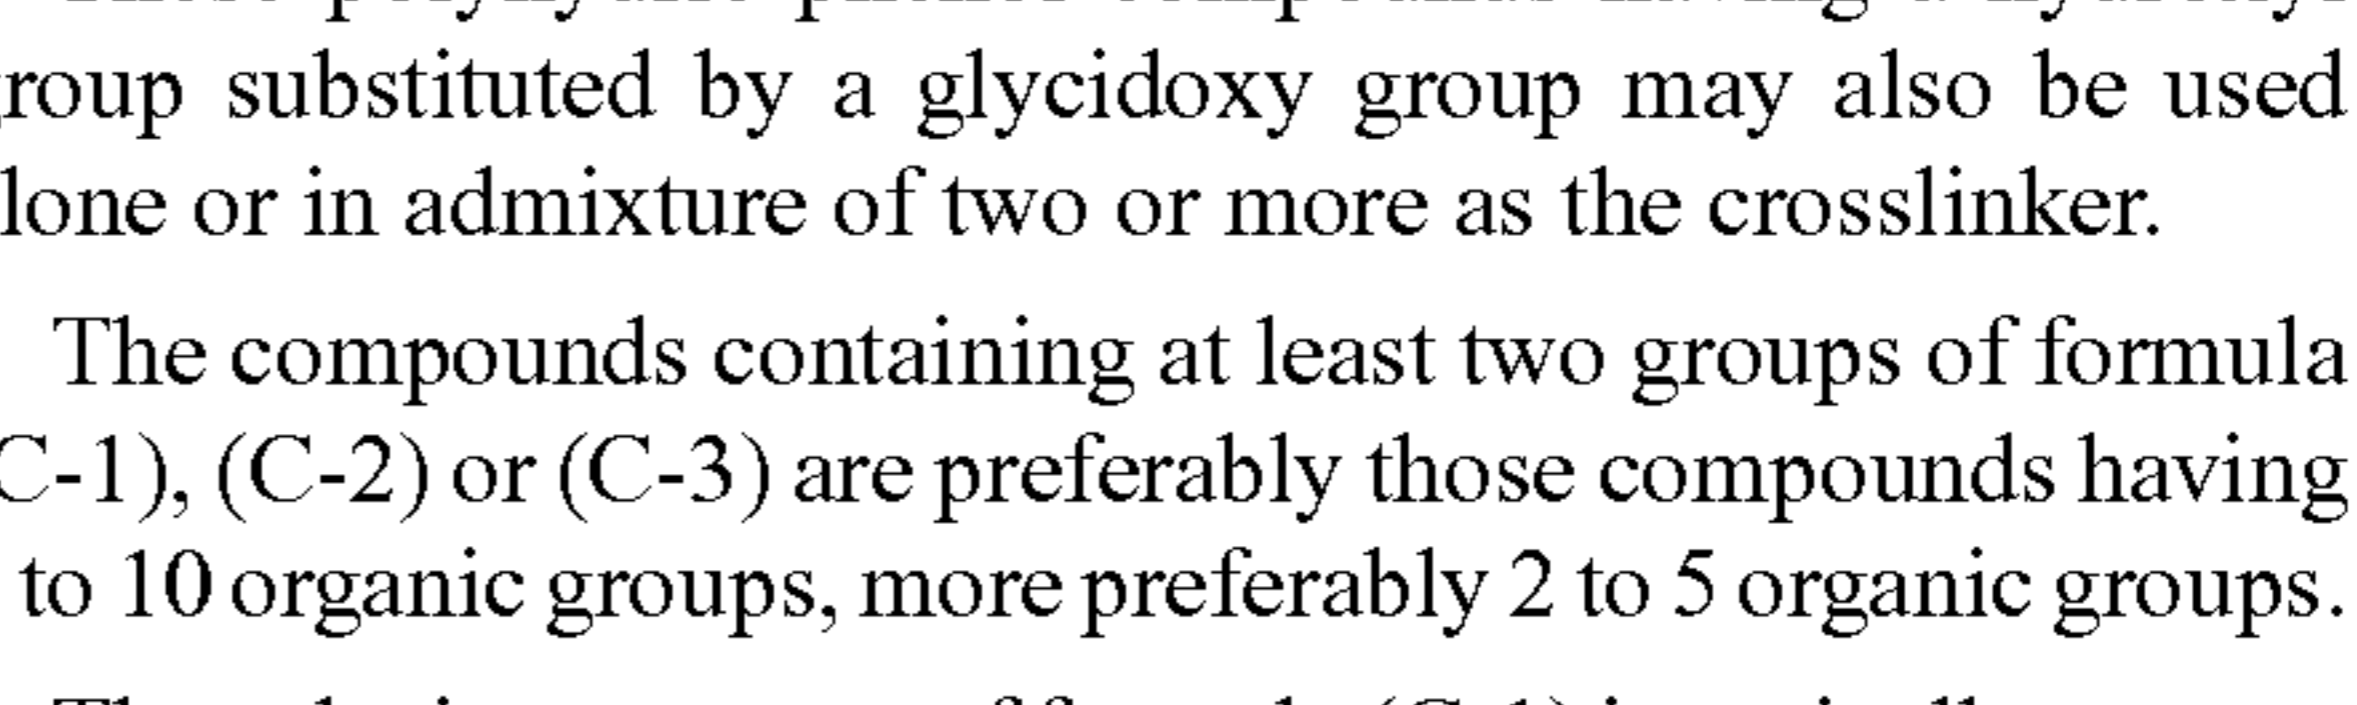 roup substituted by a glycidoxy group may also be used
lone or in admixture of two or more as the crosslinker.
The compounds containing at least two groups of formula
C-1), (C-2) or (C-3) are preferably those compounds having
to 10 organic groups, more preferably 2 to 5 organic groups.